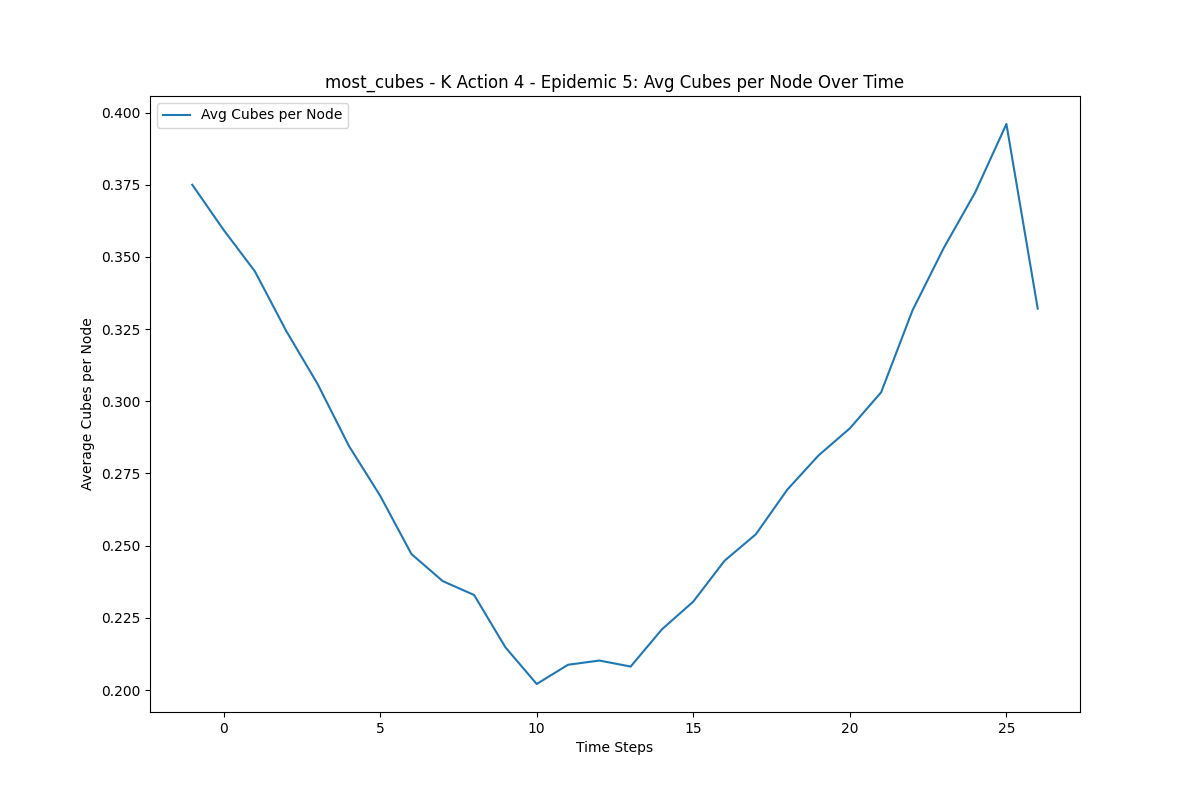 most_cubes - K Action 4 - Epidemic 5: Avg Cubes per Node Over Time
Avg Cubes per Node
Average Cubes per Node
0.400
0.375
0.350
0.325
0.300
0.275
0.250
0.225
0.200
0 5 10 15 20 25
Time Steps